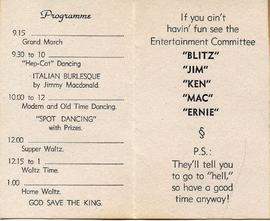 Programme
9.15
Grand March
9.30 to 10
"Hep-Cat" Dancing
ITALIAN BURLESQUE
by Jimmy Macdonald.
10.00 to 12
Modern and Old Time Dancing.
"SPOT DANCING"
with Prizes.
12.00
Supper Waltz.
12.15 to 1
Waltz Time.
1.00
Home Waltz.
GOD SAVE THE KING.
If you ain't
havin' fun see the
Entertainment Committee
"BLITZ"
"JIM"
"KEN"
"MAC"
"ERNIE"
§
P.S.:
They'll tell you
to go to "hell,"
so have a good
time anyway!